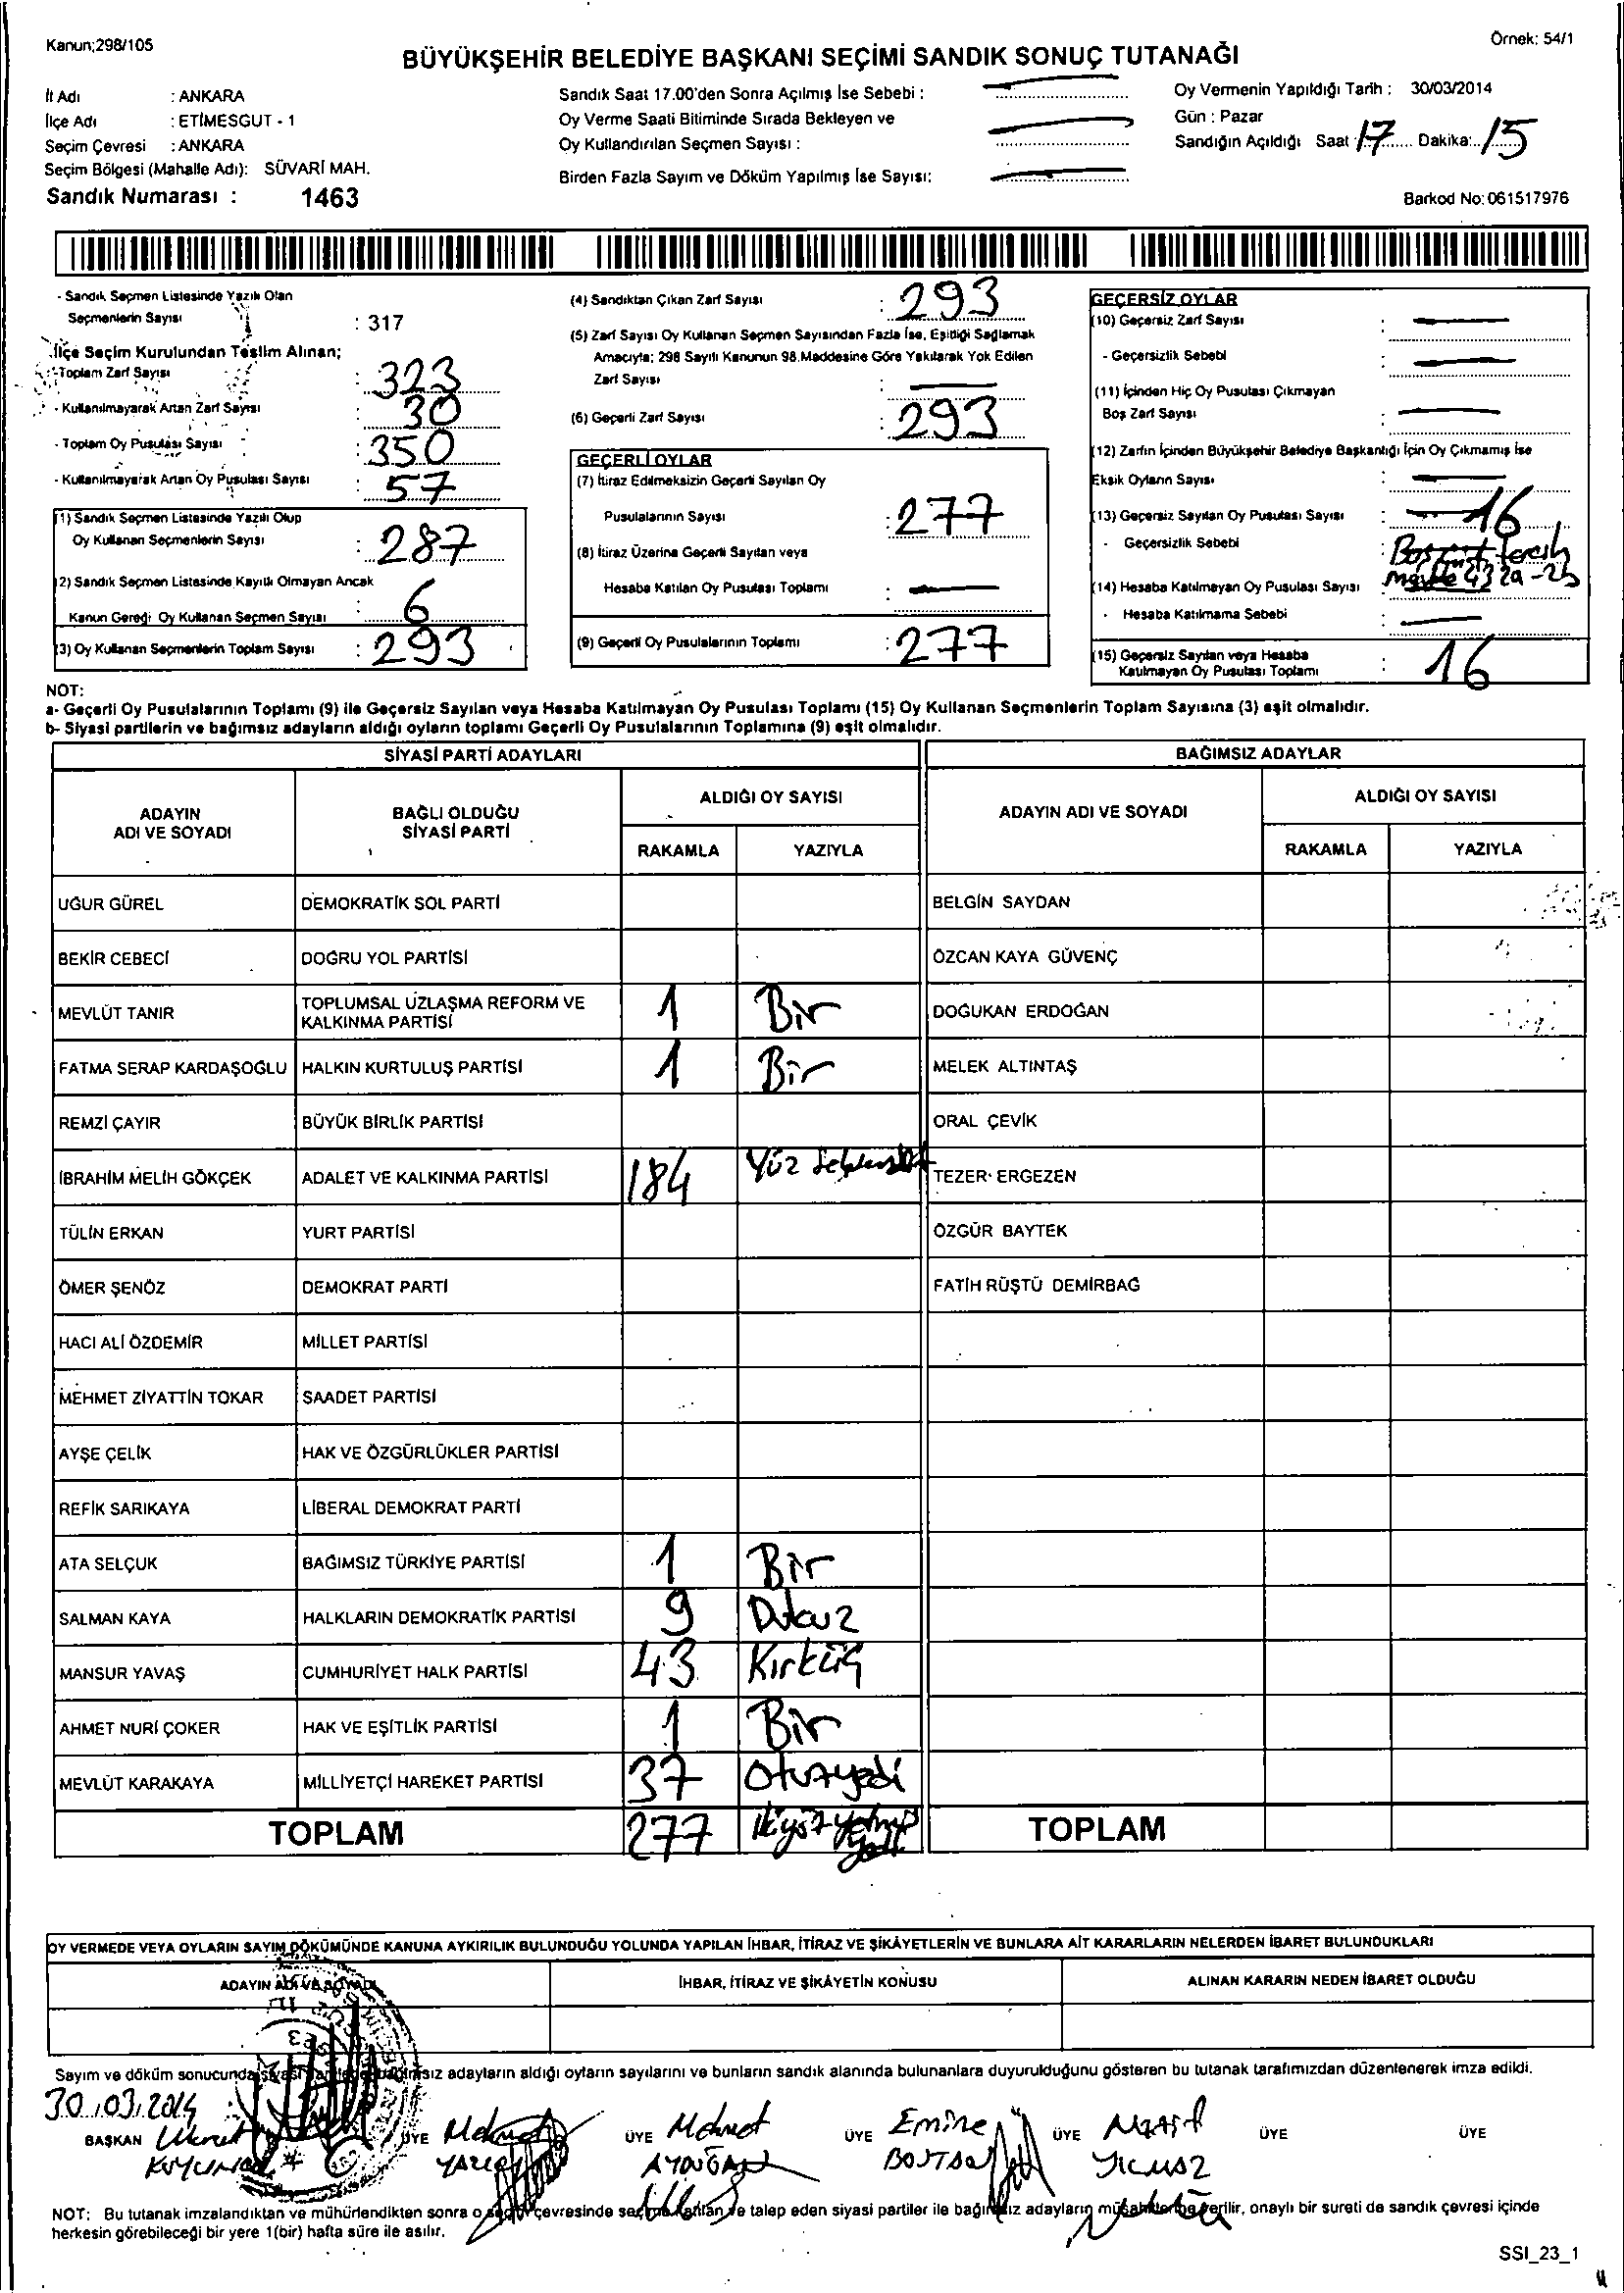 Kanun;298/105
Örnek: 54/1
BÜYÜKŞEHİR BELEDİYE BAŞKANI SEÇİMİ SANDIK SONUÇ TUTANAĞI
İl Adı : ANKARA
İlçe Adı : ETİMESGUT - 1
Seçim Çevresi : ANKARA
Seçim Bölgesi (Mahalle Adı): SÜVARİ MAH.
Sandık Numarası : 1463
Sandık Saat 17.00'den Sonra Açılmış İse Sebebi :
Oy Verme Saati Bitiminde Sırada Bekleyen ve
Oy Kullandırılan Seçmen Sayısı :
Birden Fazla Sayım ve Döküm Yapılmış İse Sayısı:
Oy Vermenin Yapıldığı Tarih : 30/03/2014
Gün : Pazar
Sandığın Açıldığı Saat : 17 Dakika: 15
Barkod No: 061517976
- Sandık Seçmen Listesinde Yazılı Olan
Seçmenlerin Sayısı : 317
İlçe Seçim Kurulundan Teslim Alınan;
- Toplam Zarf Sayısı : 323
- Kullanılmayarak Artan Zarf Sayısı : 30
- Toplam Oy Pusulası Sayısı : 350
- Kullanılmayarak Artan Oy Pusulası Sayısı : 57
(1) Sandık Seçmen Listesinde Yazılı Olup
Oy Kullanan Seçmenlerin Sayısı : 287
(2) Sandık Seçmen Listesinde Kayıtlı Olmayan Ancak
Kanun Gereği Oy Kullanan Seçmen Sayısı : 6
(3) Oy Kullanan Seçmenlerin Toplam Sayısı : 293
(4) Sandıktan Çıkan Zarf Sayısı : 293
(5) Zarf Sayısı Oy Kullanan Seçmen Sayısından Fazla İse, Eşitliği Sağlamak
Amacıyla; 298 Sayılı Kanunun 98.Maddesine Göre Yakılarak Yok Edilen
Zarf Sayısı :
(6) Geçerli Zarf Sayısı : 293
GEÇERLİ OYLAR
(7) İtiraz Edilmeksizin Geçerli Sayılan Oy
Pusulalarının Sayısı : 277
(8) İtiraz Üzerine Geçerli Sayılan veya
Hesaba Katılan Oy Pusulası Toplamı :
(9) Geçerli Oy Pusulalarının Toplamı : 277
GEÇERSİZ OYLAR
(10) Geçersiz Zarf Sayısı :
- Geçersizlik Sebebi :
(11) İçinden Hiç Oy Pusulası Çıkmayan
Boş Zarf Sayısı :
(12) Zarfın İçinden Büyükşehir Belediye Başkanlığı İçin Oy Çıkmamış İse
Eksik Oyların Sayısı :
(13) Geçersiz Sayılan Oy Pusulası Sayısı : 16
- Geçersizlik Sebebi :
(14) Hesaba Katılmayan Oy Pusulası Sayısı :
- Hesaba Katılmama Sebebi :
(15) Geçersiz Sayılan veya Hesaba
Katılmayan Oy Pusulası Toplamı : 16
NOT:
a- Geçerli Oy Pusulalarının Toplamı (9) ile Geçersiz Sayılan veya Hesaba Katılmayan Oy Pusulası Toplamı (15) Oy Kullanan Seçmenlerin Toplam Sayısına (3) eşit olmalıdır.
b- Siyasi partilerin ve bağımsız adayların aldığı oyların toplamı Geçerli Oy Pusulalarının Toplamına (9) eşit olmalıdır.
SİYASİ PARTİ ADAYLARI BAĞIMSIZ ADAYLAR
ADAYIN
ADI VE SOYADI
BAĞLI OLDUĞU
SİYASİ PARTİ
ALDIĞI OY SAYISI
RAKAMLA YAZIYLA
ADAYIN ADI VE SOYADI
ALDIĞI OY SAYISI
RAKAMLA YAZIYLA
UĞUR GÜREL DEMOKRATİK SOL PARTİ BELGİN SAYDAN
BEKİR CEBECİ DOĞRU YOL PARTİSİ ÖZCAN KAYA GÜVENÇ
MEVLÜT TANIR TOPLUMSAL UZLAŞMA REFORM VE
KALKINMA PARTİSİ 1 Bir DOĞUKAN ERDOĞAN
FATMA SERAP KARDAŞOĞLU HALKIN KURTULUŞ PARTİSİ 1 Bir MELEK ALTINTAŞ
REMZİ ÇAYIR BÜYÜK BİRLİK PARTİSİ ORAL ÇEVİK
İBRAHİM MELİH GÖKÇEK ADALET VE KALKINMA PARTİSİ 184 Yüz TEZER ERGEZEN
TÜLİN ERKAN YURT PARTİSİ ÖZGÜR BAYTEK
ÖMER ŞENÖZ DEMOKRAT PARTİ FATİH RÜŞTÜ DEMİRBAĞ
HACI ALİ ÖZDEMİR MİLLET PARTİSİ
MEHMET ZİYATTİN TOKAR SAADET PARTİSİ
AYŞE ÇELİK HAK VE ÖZGÜRLÜKLER PARTİSİ
REFİK SARIKAYA LİBERAL DEMOKRAT PARTİ
ATA SELÇUK BAĞIMSIZ TÜRKİYE PARTİSİ 1 Bir
SALMAN KAYA HALKLARIN DEMOKRATİK PARTİSİ 9 Dokuz
MANSUR YAVAŞ CUMHURİYET HALK PARTİSİ 43 Kırküç
AHMET NURİ ÇOKER HAK VE EŞİTLİK PARTİSİ 1 Bir
MEVLÜT KARAKAYA MİLLİYETÇİ HAREKET PARTİSİ 37 Otuzyedi
TOPLAM 277 ikiyüzyetmiş yedi TOPLAM
OY VERMEDE VEYA OYLARIN SAYIM DÖKÜMÜNDE KANUNA AYKIRILIK BULUNDUĞU YOLUNDA YAPILAN İHBAR, İTİRAZ VE ŞİKÂYETLERİN VE BUNLARA AİT KARARLARIN NELERDEN İBARET BULUNDUKLARI
ADAYIN ADI VE SOYADI İHBAR, İTİRAZ VE ŞİKÂYETİN KONUSU ALINAN KARARIN NEDEN İBARET OLDUĞU
Sayım ve döküm sonucunda siyasi bağımsız adayların aldığı oyların sayılarını ve bunların sandık alanında bulunanlara duyurulduğunu gösteren bu tutanak tarafımızdan düzenlenerek imza edildi.
30.03.2014
BAŞKAN ÜYE Mehmet ÜYE Mehmet ÜYE Emine ÜYE ÜYE ÜYE
YILMAZ
NOT: Bu tutanak imzalandıktan ve mühürlendikten sonra o seçim çevresinde seçime katılan ve talep eden siyasi partiler ile bağımsız adayların müşahitlerine verilir, onaylı bir sureti de sandık çevresi içinde
herkesin görebileceği bir yere 1(bir) hafta süre ile asılır.
SSI_23_1